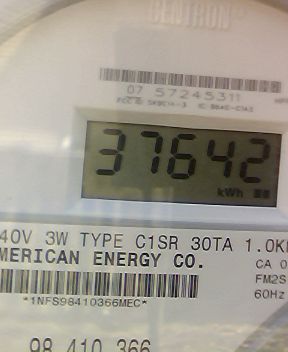 CENTRON
07 57245311
37642
kWh
40V 3W TYPE C1SR 30TA 1.0K
MERICAN ENERGY CO.
CA 0
FM2S
60Hz
*1NFS98410366MEC*
98 410 366